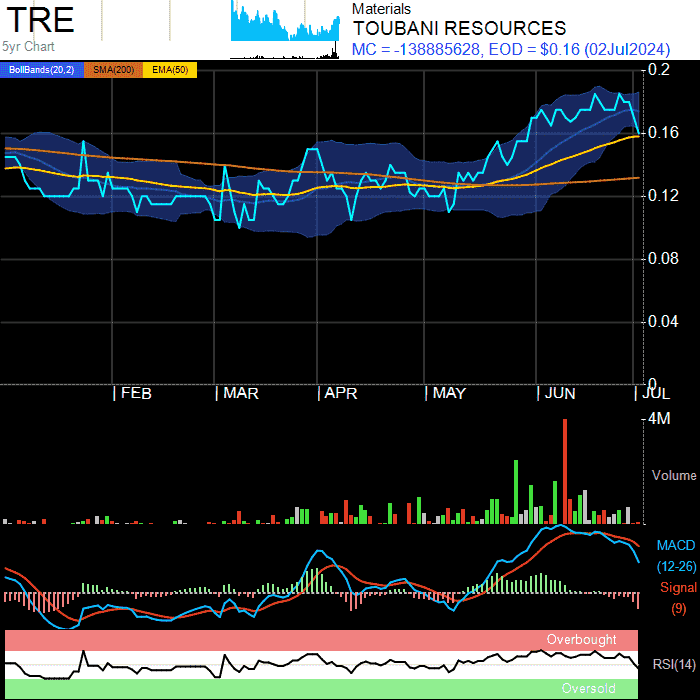 TRE
5yr Chart
Materials
TOUBANI RESOURCES
MC = -138885628, EOD = $0.16 (02Jul2024)
BollBands(20,2) SMA(200) EMA(50)
0.2
0.16
0.12
0.08
0.04
0
FEB MAR APR MAY JUN JUL
4M
Volume
MACD
(12-26)
Signal
(9)
Overbought
RSI(14)
Oversold